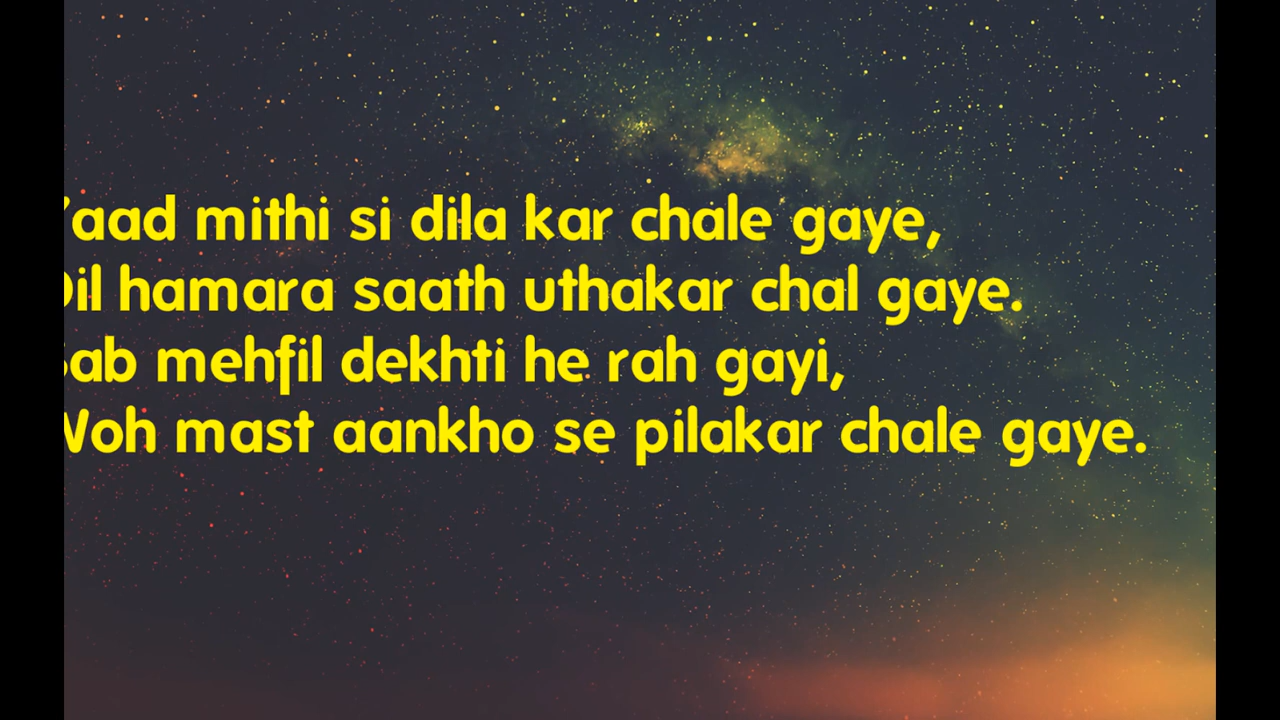 Yaad mithi si dila kar chale gaye,
Dil hamara saath uthakar chal gaye.
Sab mehfil dekhti he rah gayi,
Woh mast aankho se pilakar chale gaye.